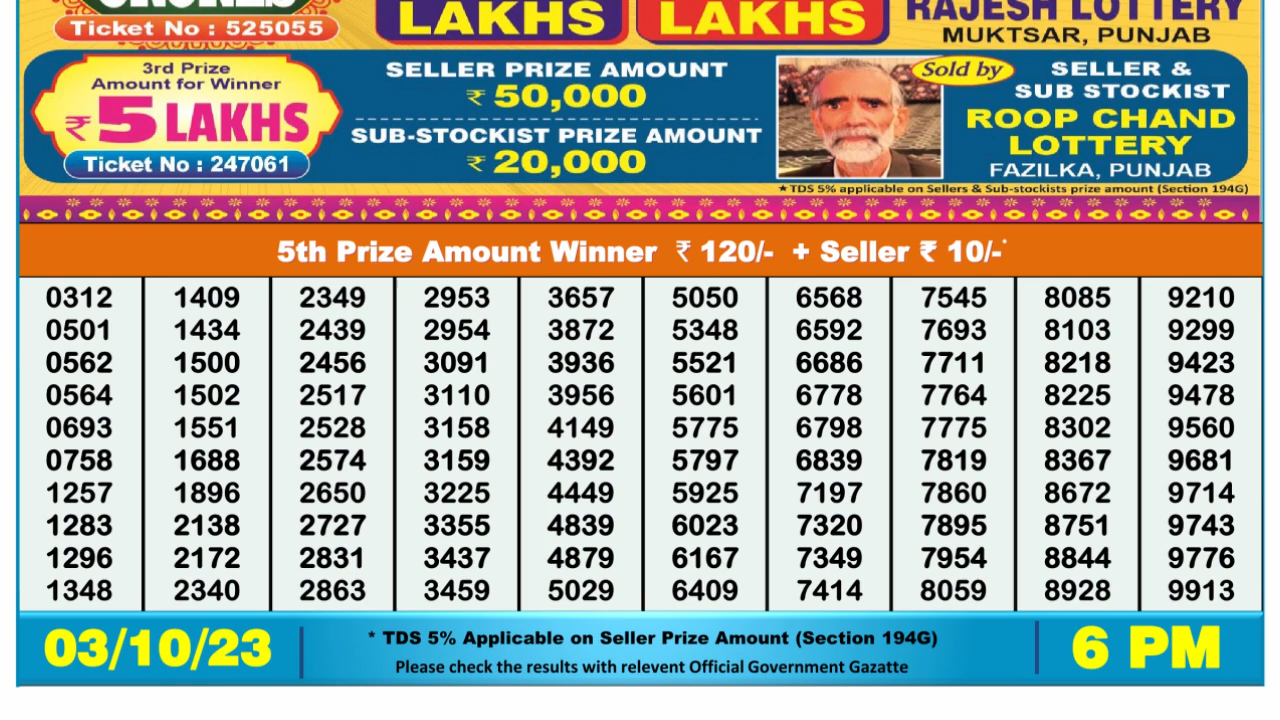 CRORES
Ticket No : 525055
LAKHS
LAKHS
RAJESH LOTTERY
MUKTSAR, PUNJAB
3rd Prize
Amount for Winner
₹ 5 LAKHS
Ticket No : 247061
SELLER PRIZE AMOUNT
₹ 50,000
SUB-STOCKIST PRIZE AMOUNT
₹ 20,000
Sold by
SELLER &
SUB STOCKIST
ROOP CHAND
LOTTERY
FAZILKA, PUNJAB
★TDS 5% applicable on Sellers & Sub-stockists prize amount (Section 194G)
5th Prize Amount Winner ₹ 120/- + Seller ₹ 10/-*
0312 1409 2349 2953 3657 5050 6568 7545 8085 9210
0501 1434 2439 2954 3872 5348 6592 7693 8103 9299
0562 1500 2456 3091 3936 5521 6686 7711 8218 9423
0564 1502 2517 3110 3956 5601 6778 7764 8225 9478
0693 1551 2528 3158 4149 5775 6798 7775 8302 9560
0758 1688 2574 3159 4392 5797 6839 7819 8367 9681
1257 1896 2650 3225 4449 5925 7197 7860 8672 9714
1283 2138 2727 3355 4839 6023 7320 7895 8751 9743
1296 2172 2831 3437 4879 6167 7349 7954 8844 9776
1348 2340 2863 3459 5029 6409 7414 8059 8928 9913
03/10/23
* TDS 5% Applicable on Seller Prize Amount (Section 194G)
Please check the results with relevent Official Government Gazatte
6 PM